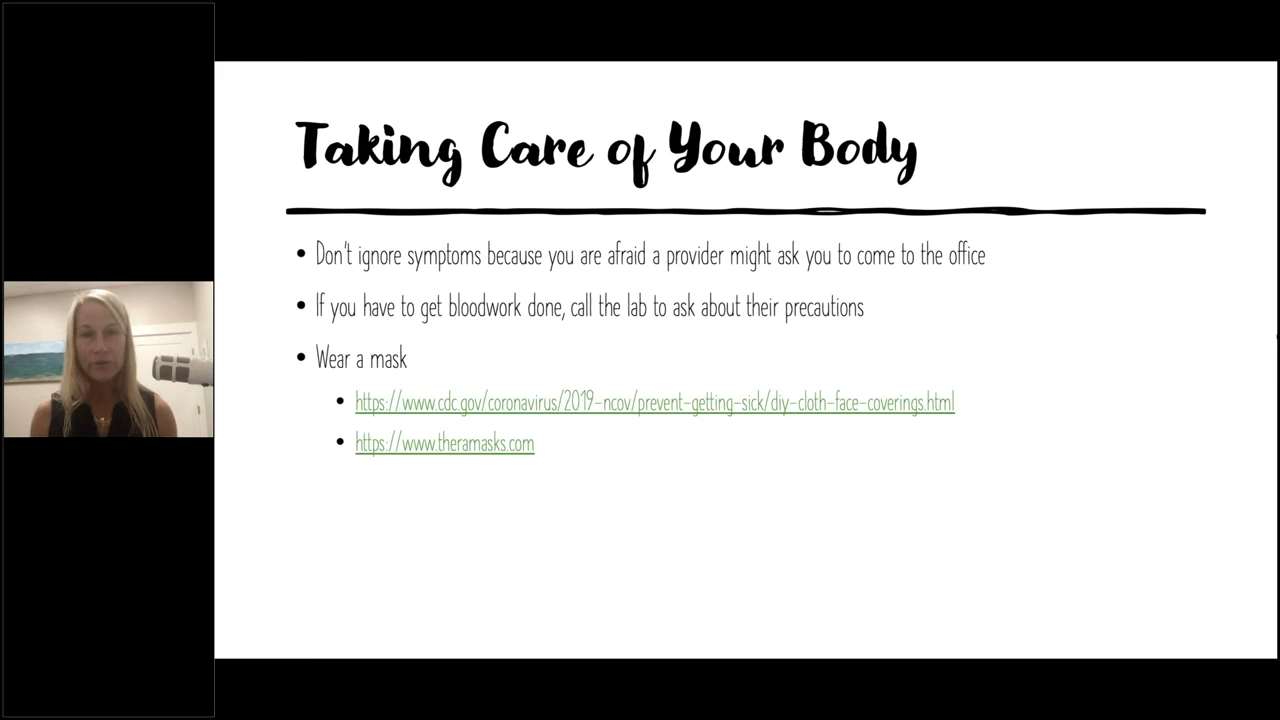 Taking Care of Your Body
• Don't ignore symptoms because you are afraid a provider might ask you to come to the office
• If you have to get bloodwork done, call the lab to ask about their precautions
• Wear a mask
• https://www.cdc.gov/coronavirus/2019-ncov/prevent-getting-sick/diy-cloth-face-coverings.html
• https://www.theramasks.com